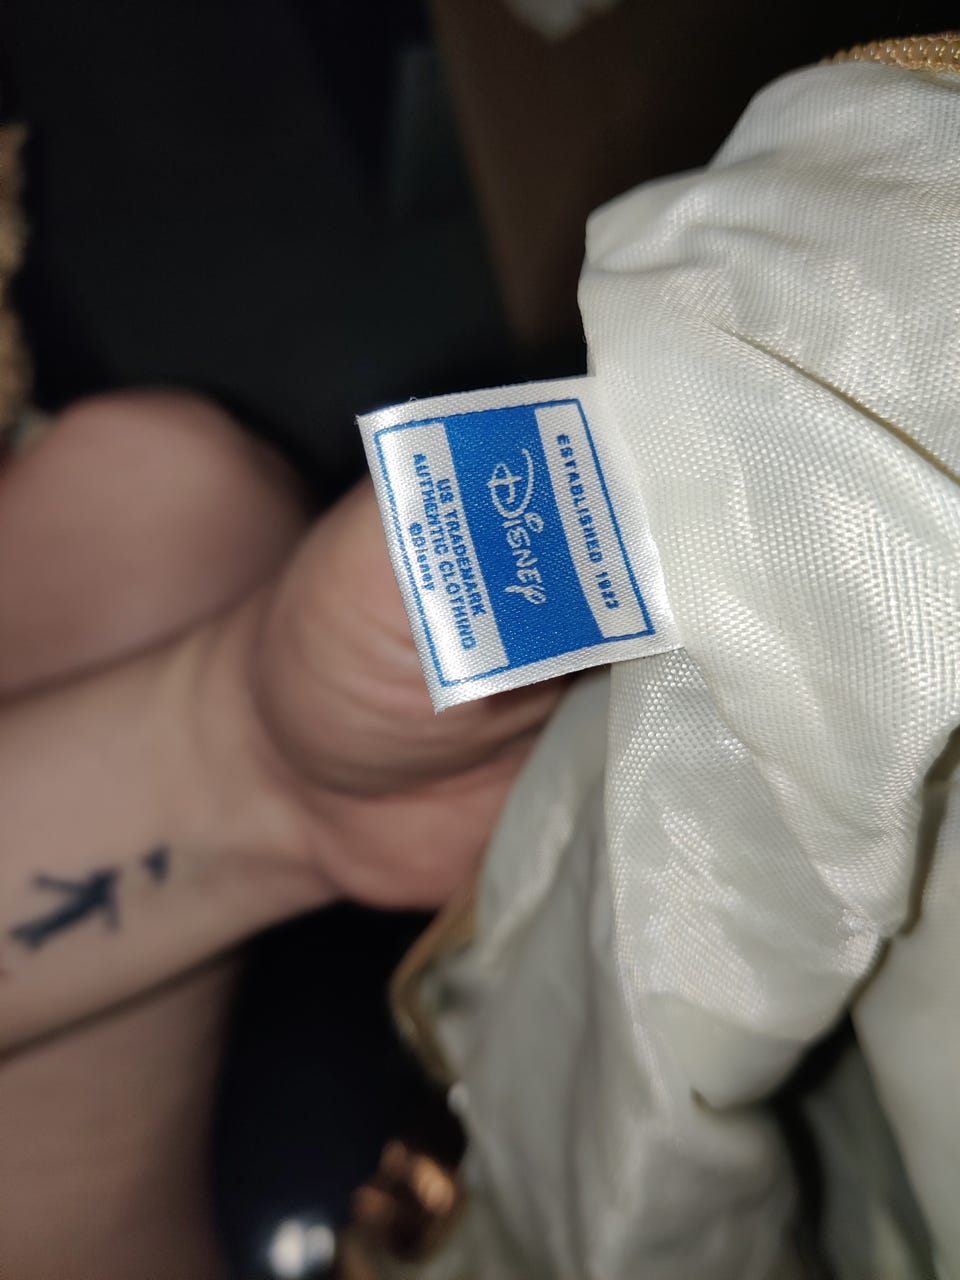 ESTABLISHED 1923
Disney
US TRADEMARK
AUTHENTIC CLOTHING
©Disney